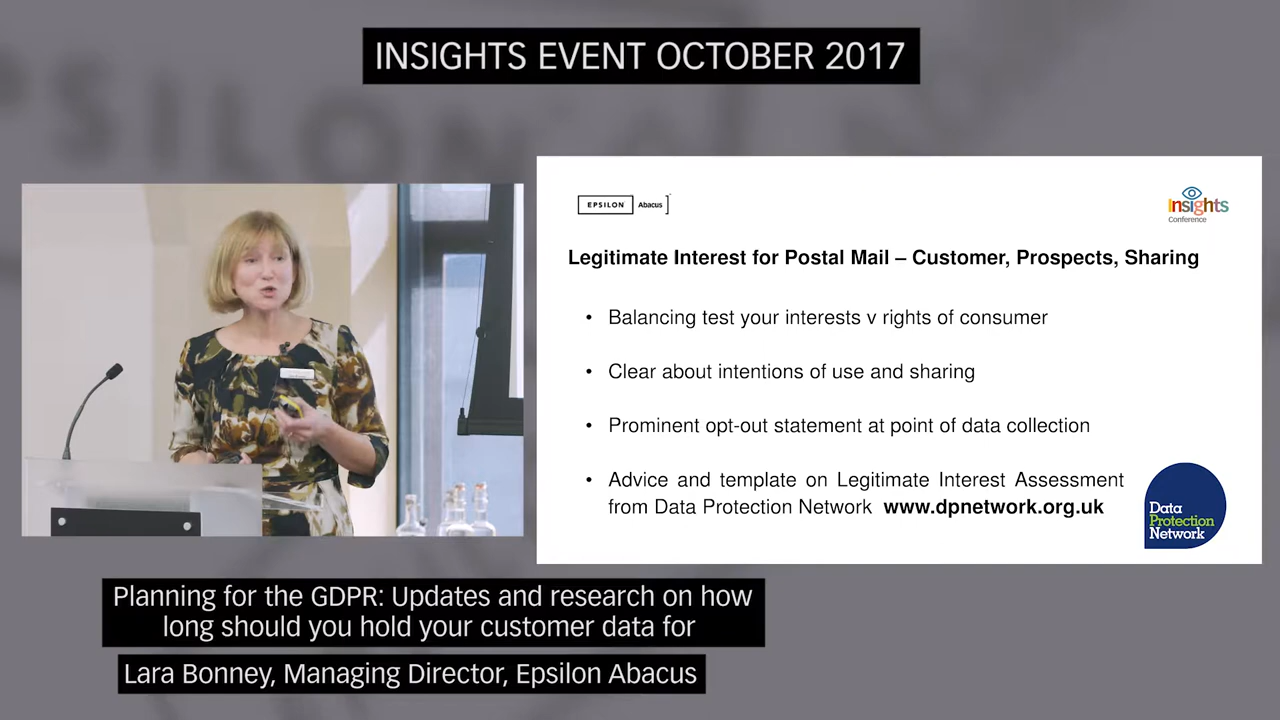 INSIGHTS EVENT OCTOBER 2017
EPSILON Abacus
Insights
Conference
Legitimate Interest for Postal Mail – Customer, Prospects, Sharing
• Balancing test your interests v rights of consumer
• Clear about intentions of use and sharing
• Prominent opt-out statement at point of data collection
• Advice and template on Legitimate Interest Assessment
from Data Protection Network www.dpnetwork.org.uk
Data
Protection
Network
Planning for the GDPR: Updates and research on how
long should you hold your customer data for
Lara Bonney, Managing Director, Epsilon Abacus